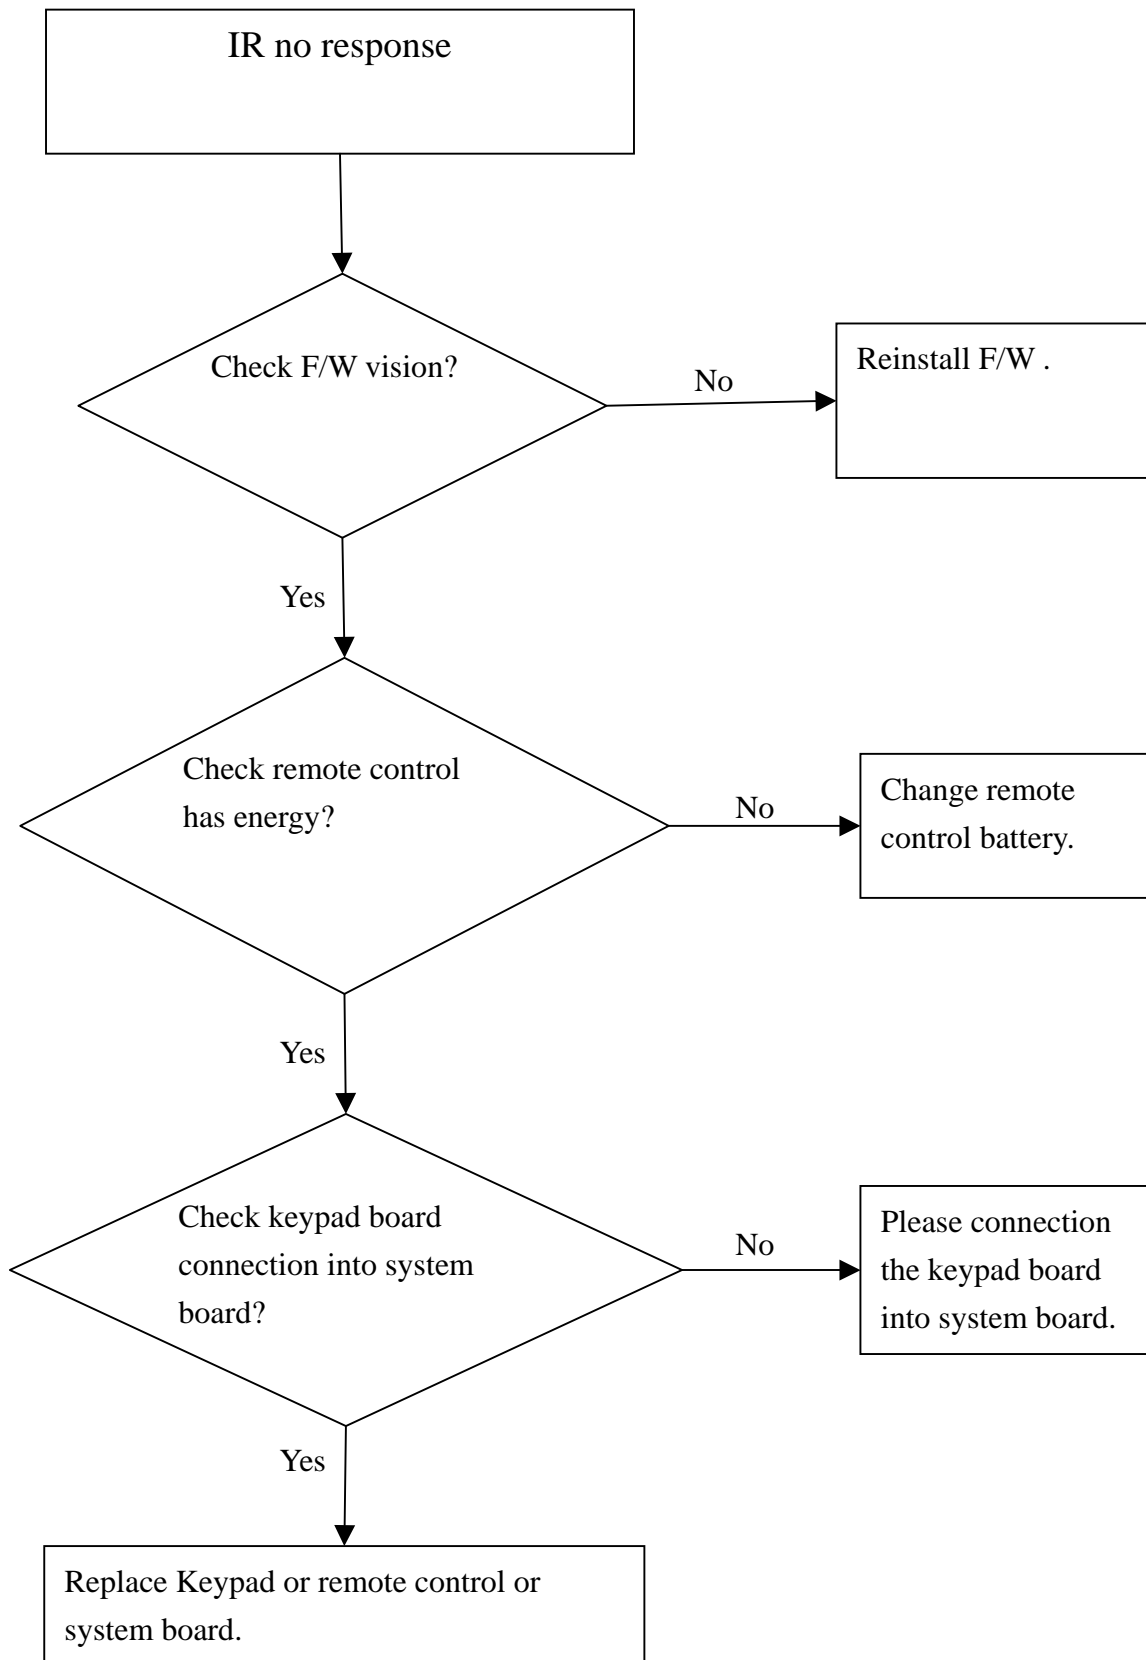 IR no response
Check F/W vision?
No
Reinstall F/W .
Yes
Check remote control
has energy?
No
Change remote
control battery.
Yes
Check keypad board
connection into system
board?
No
Please connection
the keypad board
into system board.
Yes
Replace Keypad or remote control or
system board.